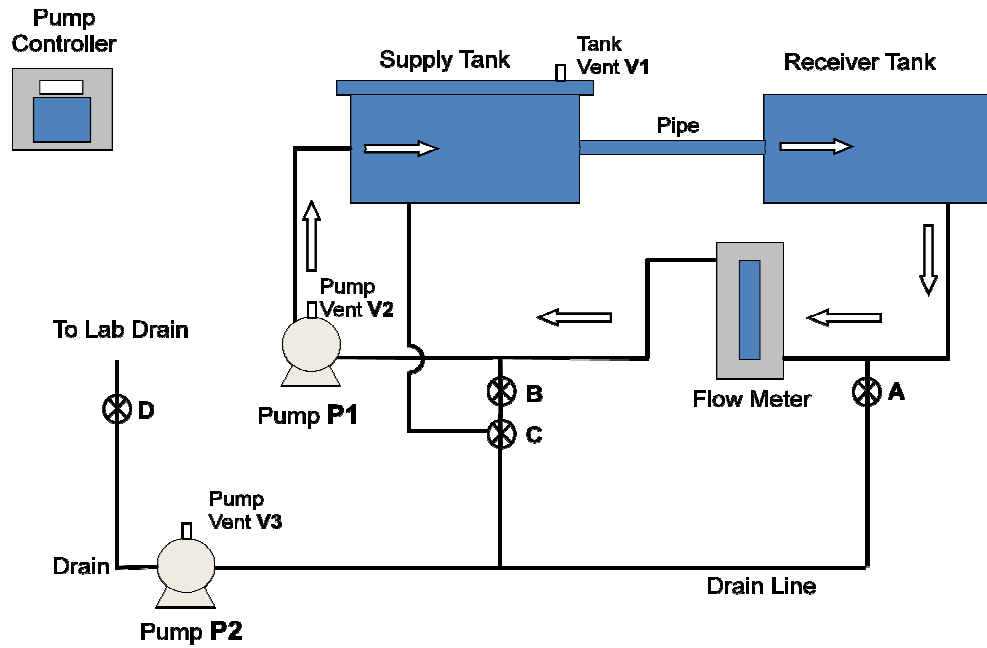 Pump
Controller
Supply Tank
Tank
Vent V1
Receiver Tank
Pipe
Pump
Vent V2
To Lab Drain
Pump P1
B
C
D
Flow Meter
A
Pump
Vent V3
Drain
Drain Line
Pump P2